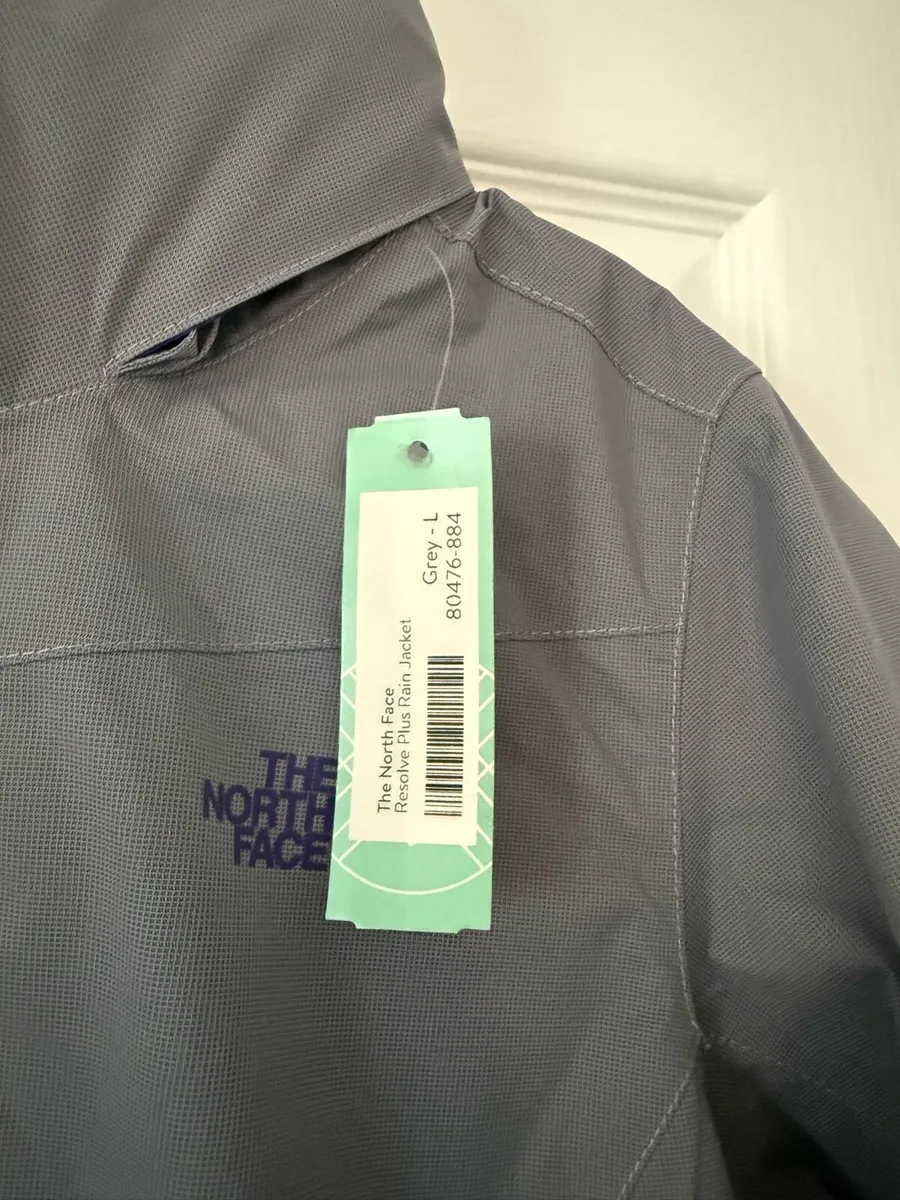 Grey - L
80476-884
The North Face
Resolve Plus Rain Jacket
THE
NORTH
FACE